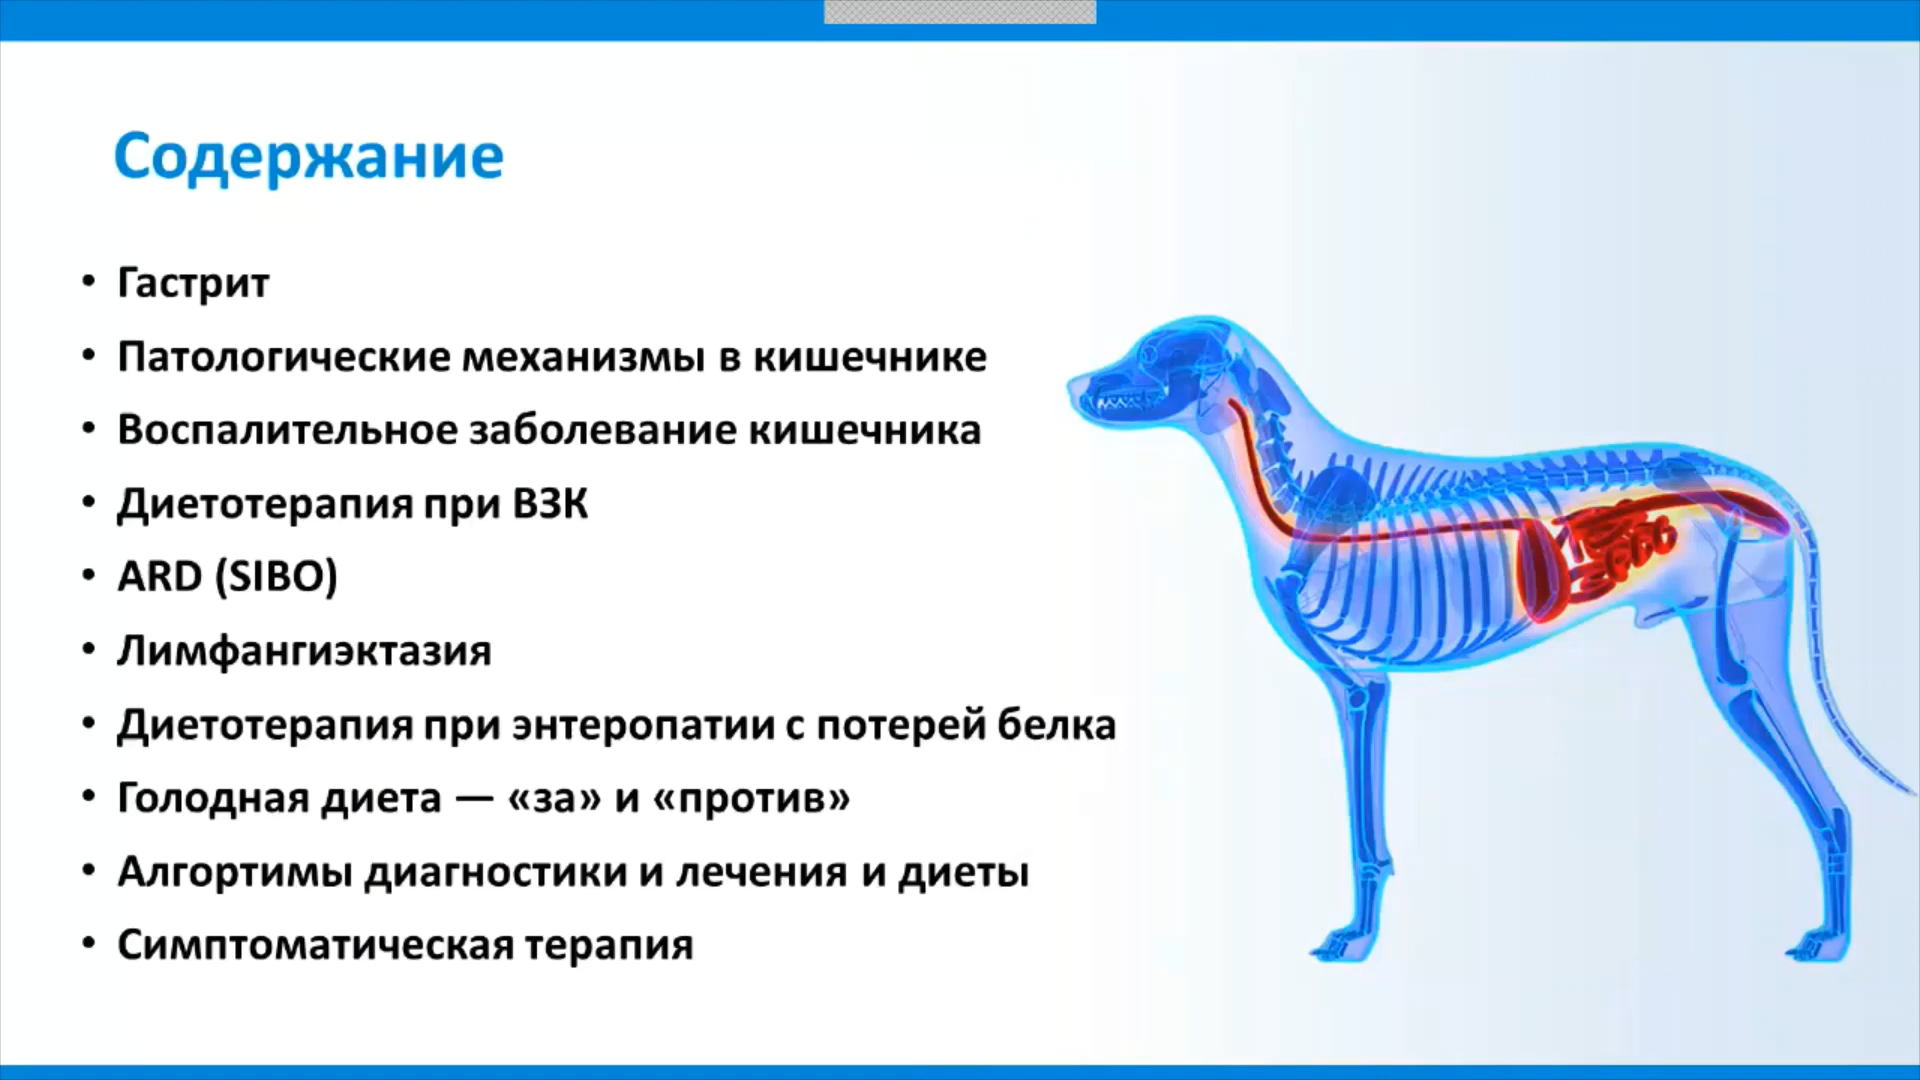 Содержание
• Гастрит
• Патологические механизмы в кишечнике
• Воспалительное заболевание кишечника
• Диетотерапия при ВЗК
• ARD (SIBO)
• Лимфангиэктазия
• Диетотерапия при энтеропатии с потерей белка
• Голодная диета — «за» и «против»
• Алгортимы диагностики и лечения и диеты
• Симптоматическая терапия